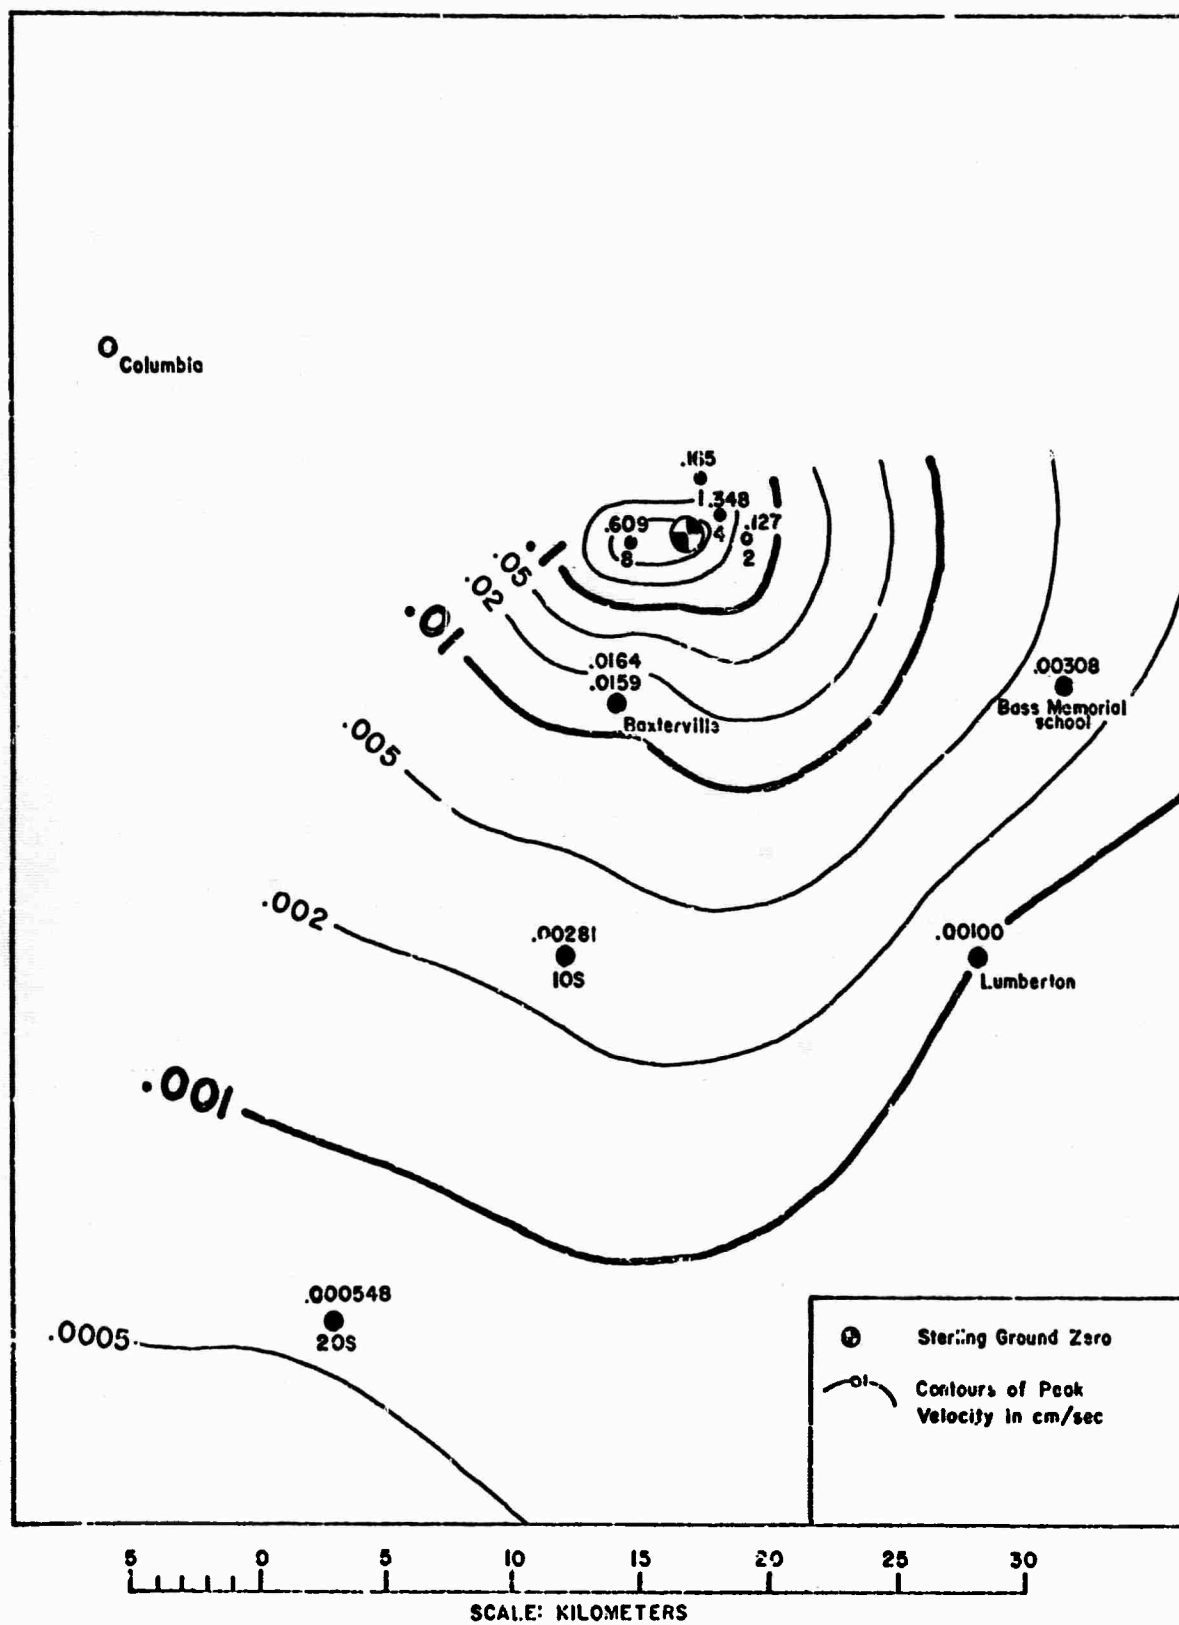 Columbia
.165
1
.348
.609
4
.127
8
2
.1
.05
.02
.01
.0164
.0159
Baxterville
.00308
Bass Memorial
school
.005
.002
.00281
10S
.00100
Lumberton
.001
.000548
20S
.0005
Sterling Ground Zero
.01
Contours of Peak
Velocity in cm/sec
5 0 5 10 15 20 25 30
SCALE: KILOMETERS